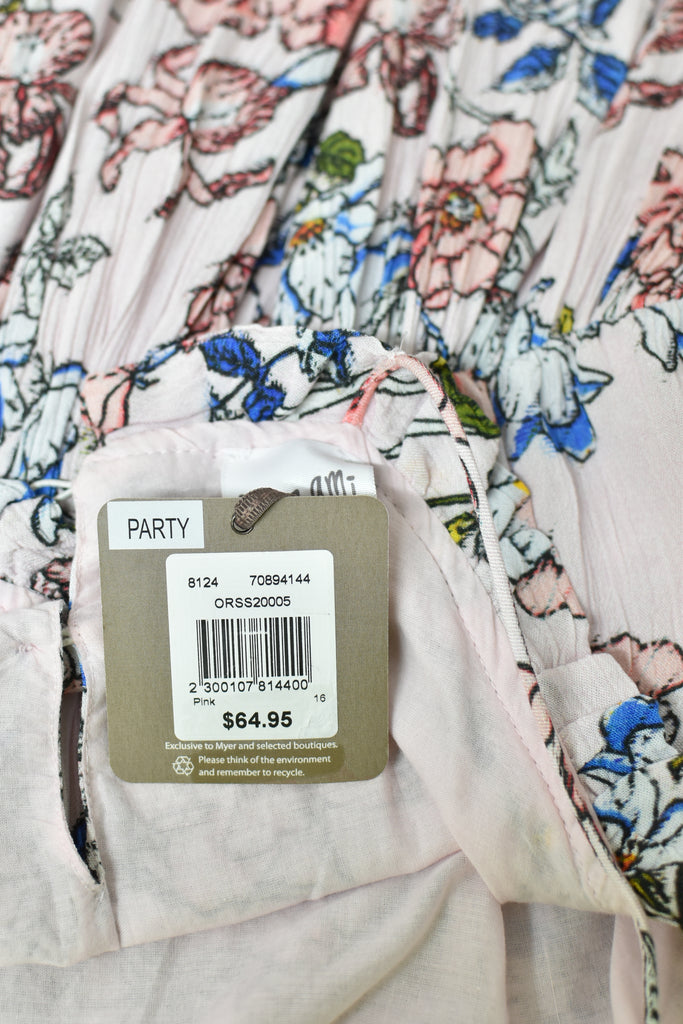 ami
PARTY
8124 70894144
ORSS20005
2 300107 814400
Pink 16
$64.95
Exclusive to Myer and selected boutiques.
Please think of the environment
and remember to recycle.